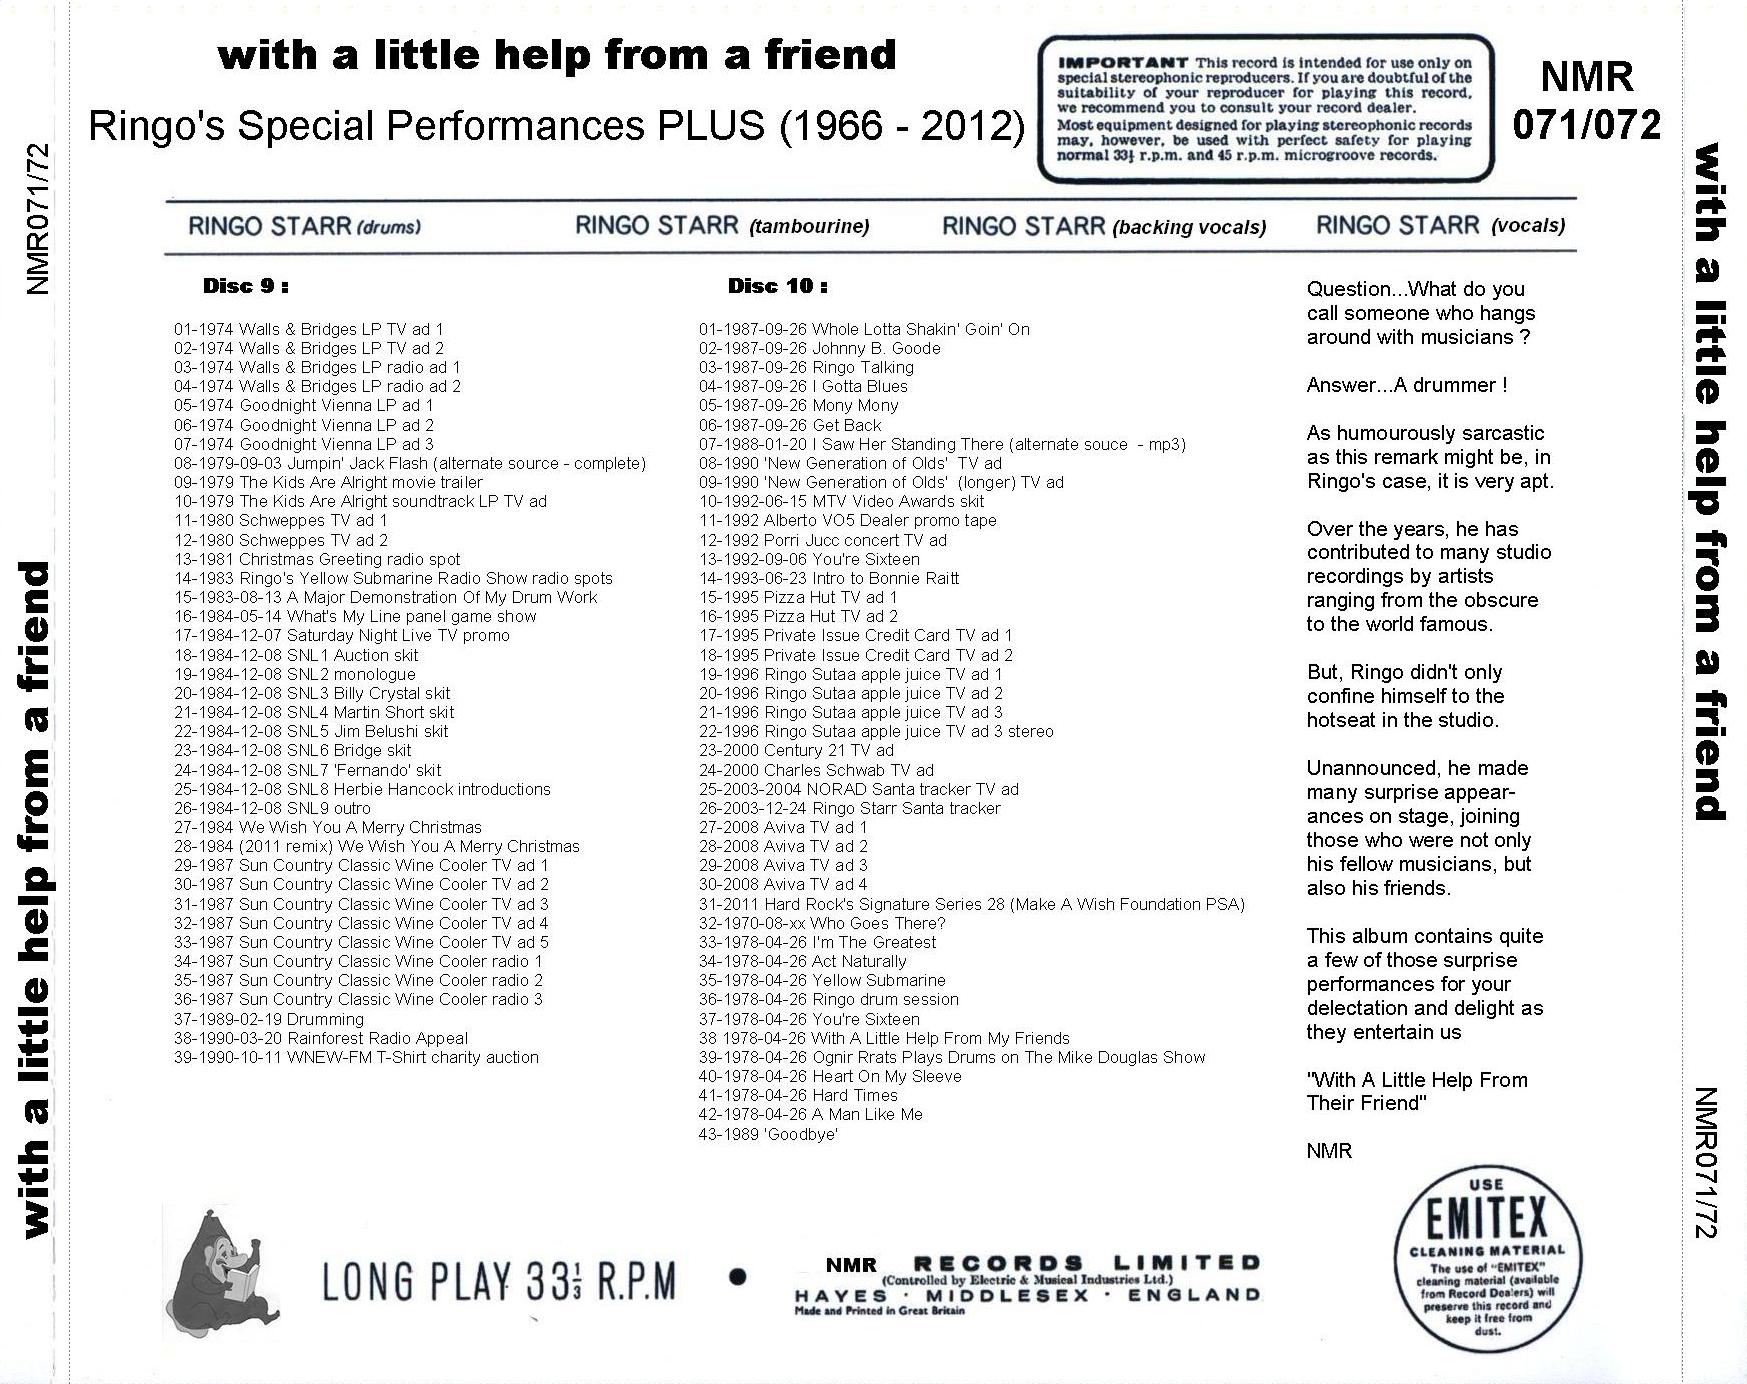 with a little help from a friend
Ringo's Special Performances PLUS (1966 - 2012)
IMPORTANT This record is intended for use only on
special stereophonic reproducers. If you are doubtful of the
suitability of your reproducer for playing this record,
we recommend you to consult your record dealer.
Most equipment designed for playing stereophonic records
may, however, be used with perfect safety for playing
normal 33⅓ r.p.m. and 45 r.p.m. microgroove records.
NMR
071/072
NMR071/72
with a little help from a friend
RINGO STARR (drums)
RINGO STARR (tambourine)
RINGO STARR (backing vocals)
RINGO STARR (vocals)
Disc 9 :
01-1974 Walls & Bridges LP TV ad 1
02-1974 Walls & Bridges LP TV ad 2
03-1974 Walls & Bridges LP radio ad 1
04-1974 Walls & Bridges LP radio ad 2
05-1974 Goodnight Vienna LP ad 1
06-1974 Goodnight Vienna LP ad 2
07-1974 Goodnight Vienna LP ad 3
08-1979-09-03 Jumpin' Jack Flash (alternate source - complete)
09-1979 The Kids Are Alright movie trailer
10-1979 The Kids Are Alright soundtrack LP TV ad
11-1980 Schweppes TV ad 1
12-1980 Schweppes TV ad 2
13-1981 Christmas Greeting radio spot
14-1983 Ringo's Yellow Submarine Radio Show radio spots
15-1983-08-13 A Major Demonstration Of My Drum Work
16-1984-05-14 What's My Line panel game show
17-1984-12-07 Saturday Night Live TV promo
18-1984-12-08 SNL1 Auction skit
19-1984-12-08 SNL2 monologue
20-1984-12-08 SNL3 Billy Crystal skit
21-1984-12-08 SNL4 Martin Short skit
22-1984-12-08 SNL5 Jim Belushi skit
23-1984-12-08 SNL6 Bridge skit
24-1984-12-08 SNL7 'Fernando' skit
25-1984-12-08 SNL8 Herbie Hancock introductions
26-1984-12-08 SNL9 outro
27-1984 We Wish You A Merry Christmas
28-1984 (2011 remix) We Wish You A Merry Christmas
29-1987 Sun Country Classic Wine Cooler TV ad 1
30-1987 Sun Country Classic Wine Cooler TV ad 2
31-1987 Sun Country Classic Wine Cooler TV ad 3
32-1987 Sun Country Classic Wine Cooler TV ad 4
33-1987 Sun Country Classic Wine Cooler TV ad 5
34-1987 Sun Country Classic Wine Cooler radio 1
35-1987 Sun Country Classic Wine Cooler radio 2
36-1987 Sun Country Classic Wine Cooler radio 3
37-1989-02-19 Drumming
38-1990-03-20 Rainforest Radio Appeal
39-1990-10-11 WNEW-FM T-Shirt charity auction
Disc 10 :
01-1987-09-26 Whole Lotta Shakin' Goin' On
02-1987-09-26 Johnny B. Goode
03-1987-09-26 Ringo Talking
04-1987-09-26 I Gotta Blues
05-1987-09-26 Mony Mony
06-1987-09-26 Get Back
07-1988-01-20 I Saw Her Standing There (alternate souce - mp3)
08-1990 'New Generation of Olds' TV ad
09-1990 'New Generation of Olds' (longer) TV ad
10-1992-06-15 MTV Video Awards skit
11-1992 Alberto VO5 Dealer promo tape
12-1992 Porri Jucc concert TV ad
13-1992-09-06 You're Sixteen
14-1993-06-23 Intro to Bonnie Raitt
15-1995 Pizza Hut TV ad 1
16-1995 Pizza Hut TV ad 2
17-1995 Private Issue Credit Card TV ad 1
18-1995 Private Issue Credit Card TV ad 2
19-1996 Ringo Sutaa apple juice TV ad 1
20-1996 Ringo Sutaa apple juice TV ad 2
21-1996 Ringo Sutaa apple juice TV ad 3
22-1996 Ringo Sutaa apple juice TV ad 3 stereo
23-2000 Century 21 TV ad
24-2000 Charles Schwab TV ad
25-2003-2004 NORAD Santa tracker TV ad
26-2003-12-24 Ringo Starr Santa tracker
27-2008 Aviva TV ad 1
28-2008 Aviva TV ad 2
29-2008 Aviva TV ad 3
30-2008 Aviva TV ad 4
31-2011 Hard Rock's Signature Series 28 (Make A Wish Foundation PSA)
32-1970-08-xx Who Goes There?
33-1978-04-26 I'm The Greatest
34-1978-04-26 Act Naturally
35-1978-04-26 Yellow Submarine
36-1978-04-26 Ringo drum session
37-1978-04-26 You're Sixteen
38 1978-04-26 With A Little Help From My Friends
39-1978-04-26 Ognir Rrats Plays Drums on The Mike Douglas Show
40-1978-04-26 Heart On My Sleeve
41-1978-04-26 Hard Times
42-1978-04-26 A Man Like Me
43-1989 'Goodbye'
Question...What do you
call someone who hangs
around with musicians ?
Answer...A drummer !
As humourously sarcastic
as this remark might be, in
Ringo's case, it is very apt.
Over the years, he has
contributed to many studio
recordings by artists
ranging from the obscure
to the world famous.
But, Ringo didn't only
confine himself to the
hotseat in the studio.
Unannounced, he made
many surprise appear-
ances on stage, joining
those who were not only
his fellow musicians, but
also his friends.
This album contains quite
a few of those surprise
performances for your
delectation and delight as
they entertain us
"With A Little Help From
Their Friend"
NMR
with a little help from a friend
NMR071/72
LONG PLAY 33⅓ R.P.M
NMR RECORDS LIMITED
(Controlled by Electric & Musical Industries Ltd.)
HAYES · MIDDLESEX · ENGLAND
Made and Printed in Great Britain
USE
EMITEX
CLEANING MATERIAL
The use of "EMITEX"
cleaning material (available
from Record Dealers) will
preserve this record and
keep it free from
dust.